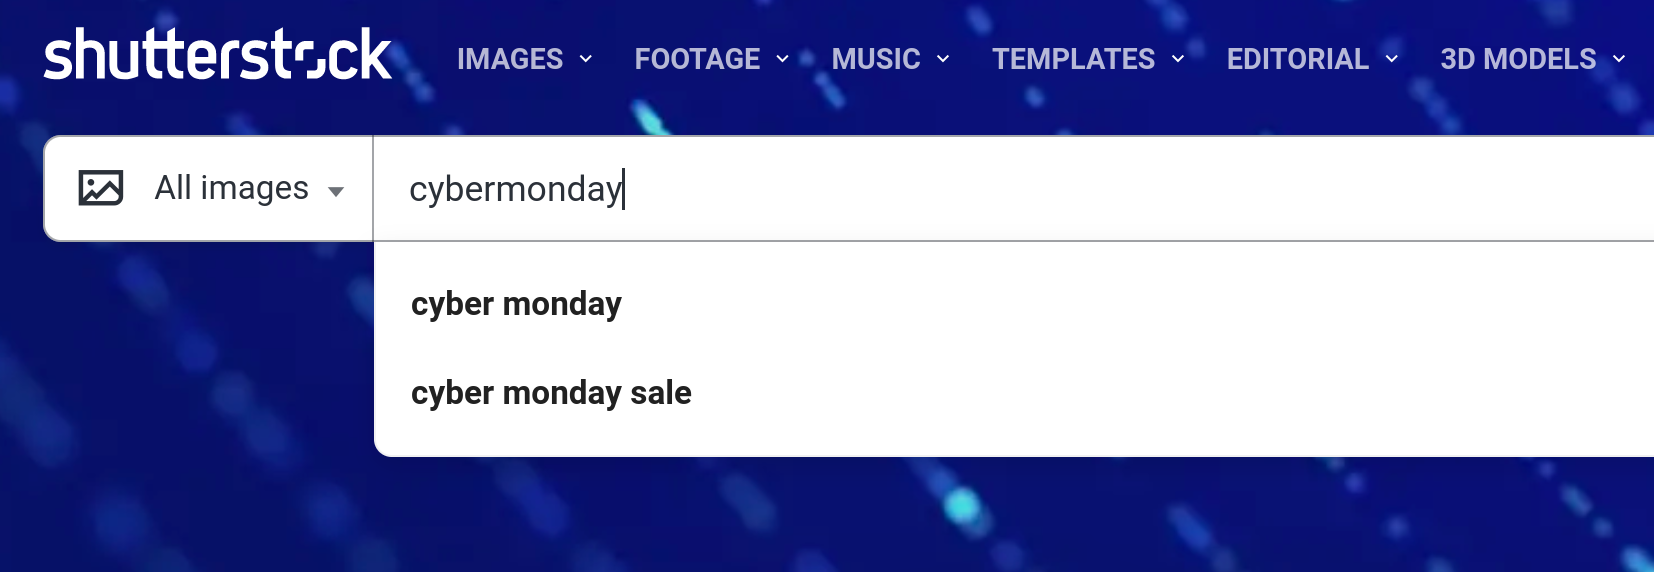 shutterstock IMAGES FOOTAGE MUSIC TEMPLATES EDITORIAL 3D MODELS
All images cybermonday
cyber monday
cyber monday sale